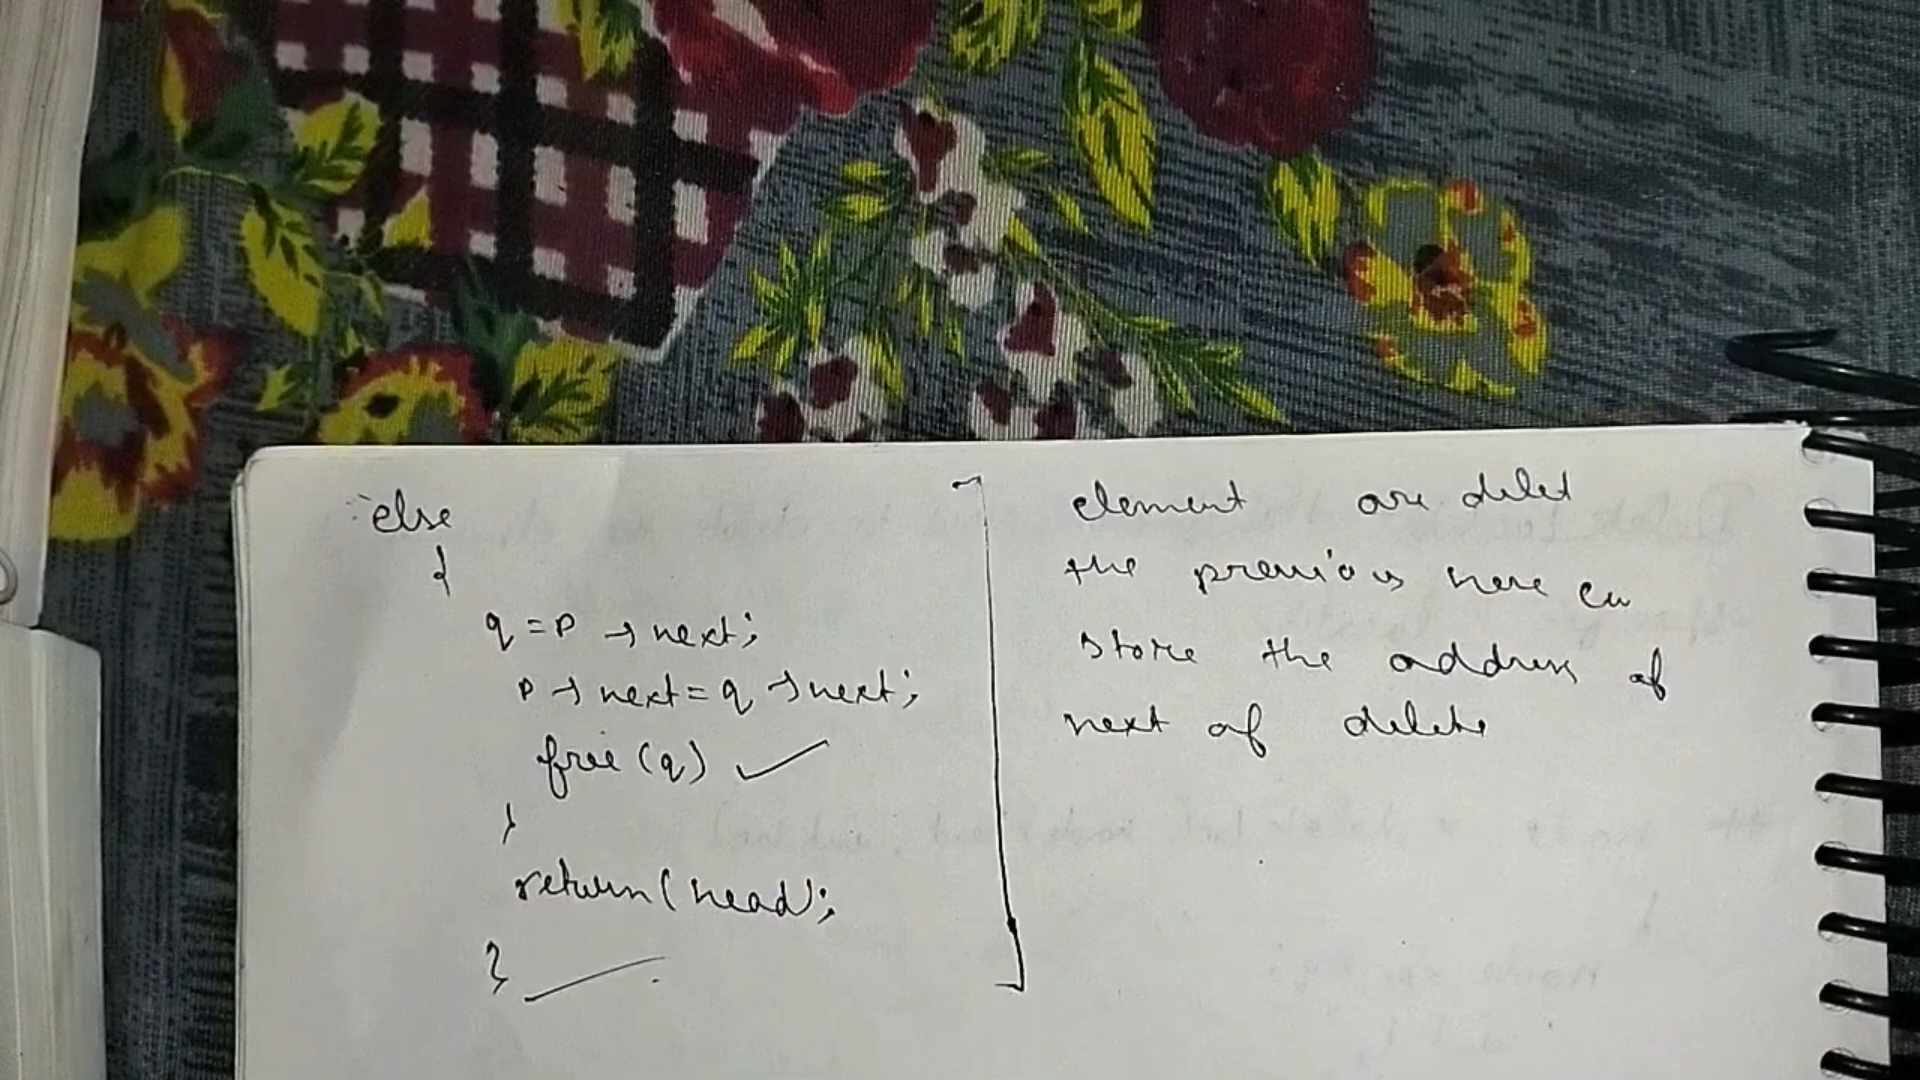 else
{
q = p → next;
p → next = q → next;
free (q)
}
return (head);
}
element are delet
the previous here
store the address of
next of delete